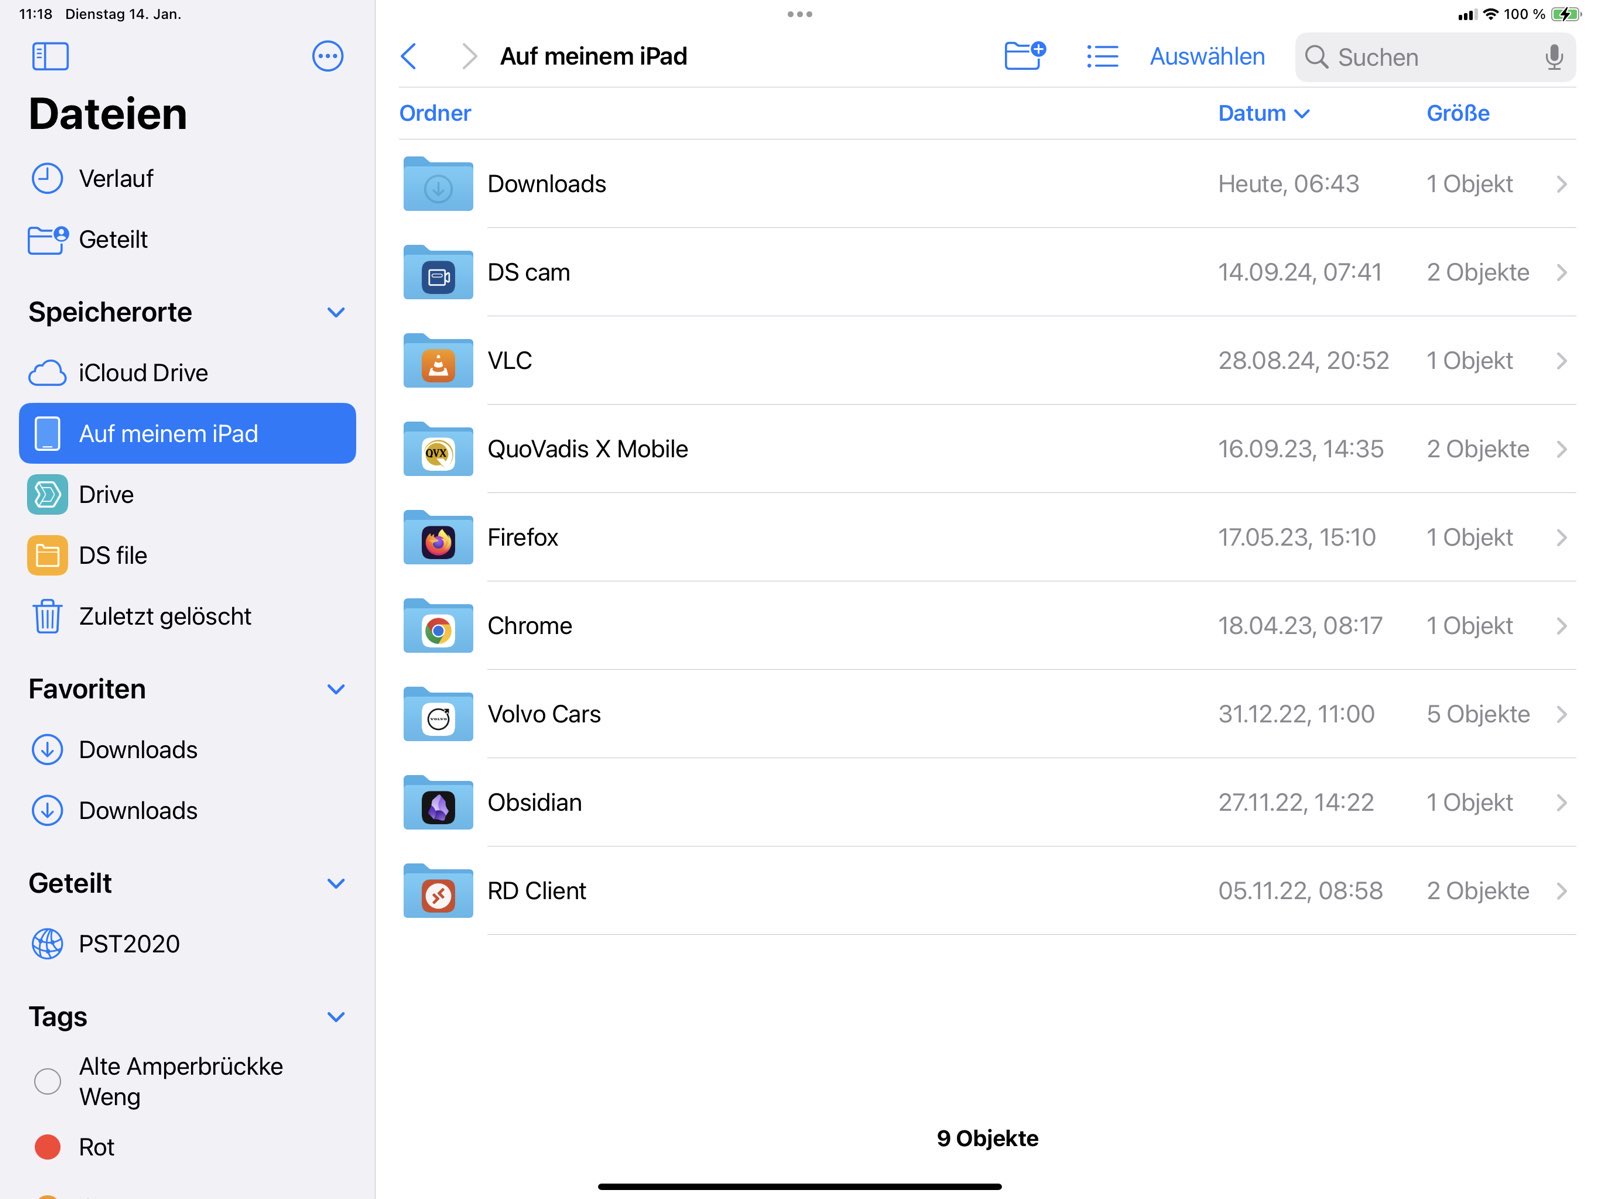 11:18 Dienstag 14. Jan.
100 %
Dateien
Verlauf
Geteilt
Speicherorte
iCloud Drive
Auf meinem iPad
Drive
DS file
Zuletzt gelöscht
Favoriten
Downloads
Downloads
Geteilt
PST2020
Tags
Alte Amperbrückke
Weng
Rot
Auf meinem iPad
Auswählen
Suchen
Ordner Datum Größe
Downloads Heute, 06:43 1 Objekt
DS cam 14.09.24, 07:41 2 Objekte
VLC 28.08.24, 20:52 1 Objekt
QVX
QuoVadis X Mobile 16.09.23, 14:35 2 Objekte
Firefox 17.05.23, 15:10 1 Objekt
Chrome 18.04.23, 08:17 1 Objekt
VOLVO
Volvo Cars 31.12.22, 11:00 5 Objekte
Obsidian 27.11.22, 14:22 1 Objekt
RD Client 05.11.22, 08:58 2 Objekte
9 Objekte